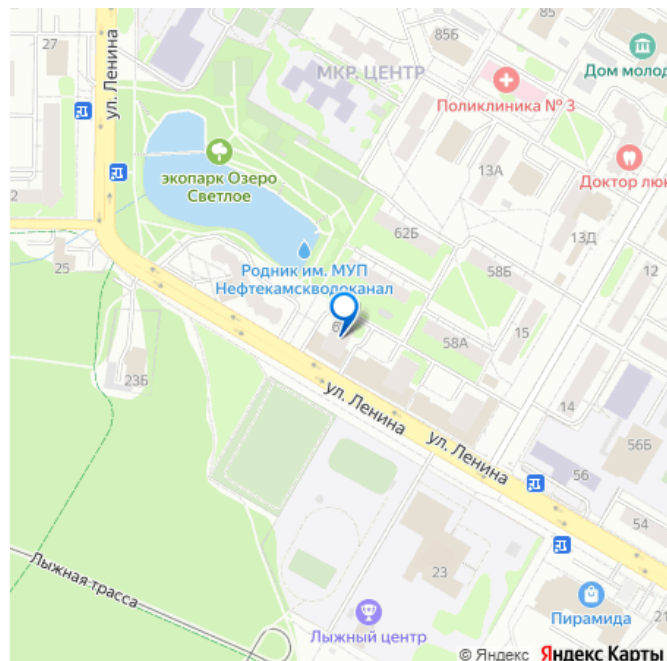 27
ул. Ленина
85Б
85
МКР. ЦЕНТР
Дом молод
Поликлиника № 3
экопарк Озеро
Светлое
13А
Доктор люк
2
62Б
13Д
25
Родник им. МУП
Нефтекамскводоканал
58Б
12
15
58А
23Б
ул. Ленина
14
ул. Ленина
56Б
56
54
Лыжная трасса
23
Пирамида
Лыжный центр
© Яндекс Яндекс Карты